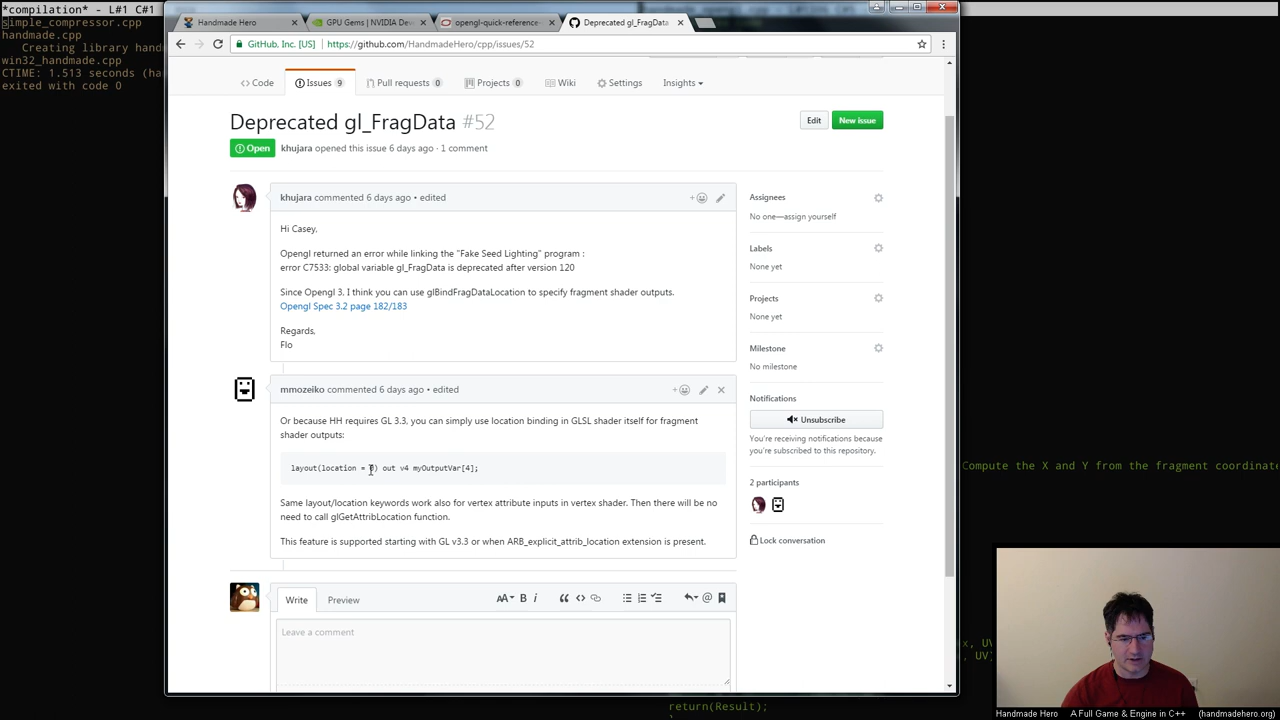 *compilation* - L#1 C#1
simple_compressor.cpp
handmade.cpp
Creating library handm
win32_handmade.cpp
CTIME: 1.513 seconds (ha
exited with code 0
Handmade Hero
GPU Gems | NVIDIA Dev
opengl-quick-reference-
Deprecated gl_FragData
GitHub, Inc. [US]
https://github.com/HandmadeHero/cpp/issues/52
Code
Issues 9
Pull requests 0
Projects 0
Wiki
Settings
Insights
Deprecated gl_FragData #52
Edit
New issue
Open
khujara opened this issue 6 days ago · 1 comment
khujara commented 6 days ago • edited
Hi Casey,
Opengl returned an error while linking the "Fake Seed Lighting" program :
error C7533: global variable gl_FragData is deprecated after version 120
Since Opengl 3. I think you can use glBindFragDataLocation to specify fragment shader outputs.
Opengl Spec 3.2 page 182/183
Regards,
Flo
mmozeiko commented 6 days ago • edited
Or because HH requires GL 3.3, you can simply use location binding in GLSL shader itself for fragment
shader outputs:
layout(location = 0) out v4 myOutputVar[4];
Same layout/location keywords work also for vertex attribute inputs in vertex shader. Then there will be no
need to call glGetAttribLocation function.
This feature is supported starting with GL v3.3 or when ARB_explicit_attrib_location extension is present.
Write
Preview
AA B i
Leave a comment
Assignees
No one—assign yourself
Labels
None yet
Projects
None yet
Milestone
No milestone
Notifications
Unsubscribe
You're receiving notifications because
you're subscribed to this repository.
2 participants
Lock conversation
Compute the X and Y from the fragment coordinate
x, UV
, UV)
return(Result);
Handmade Hero A Full Game & Engine in C++ (handmadehero.org)